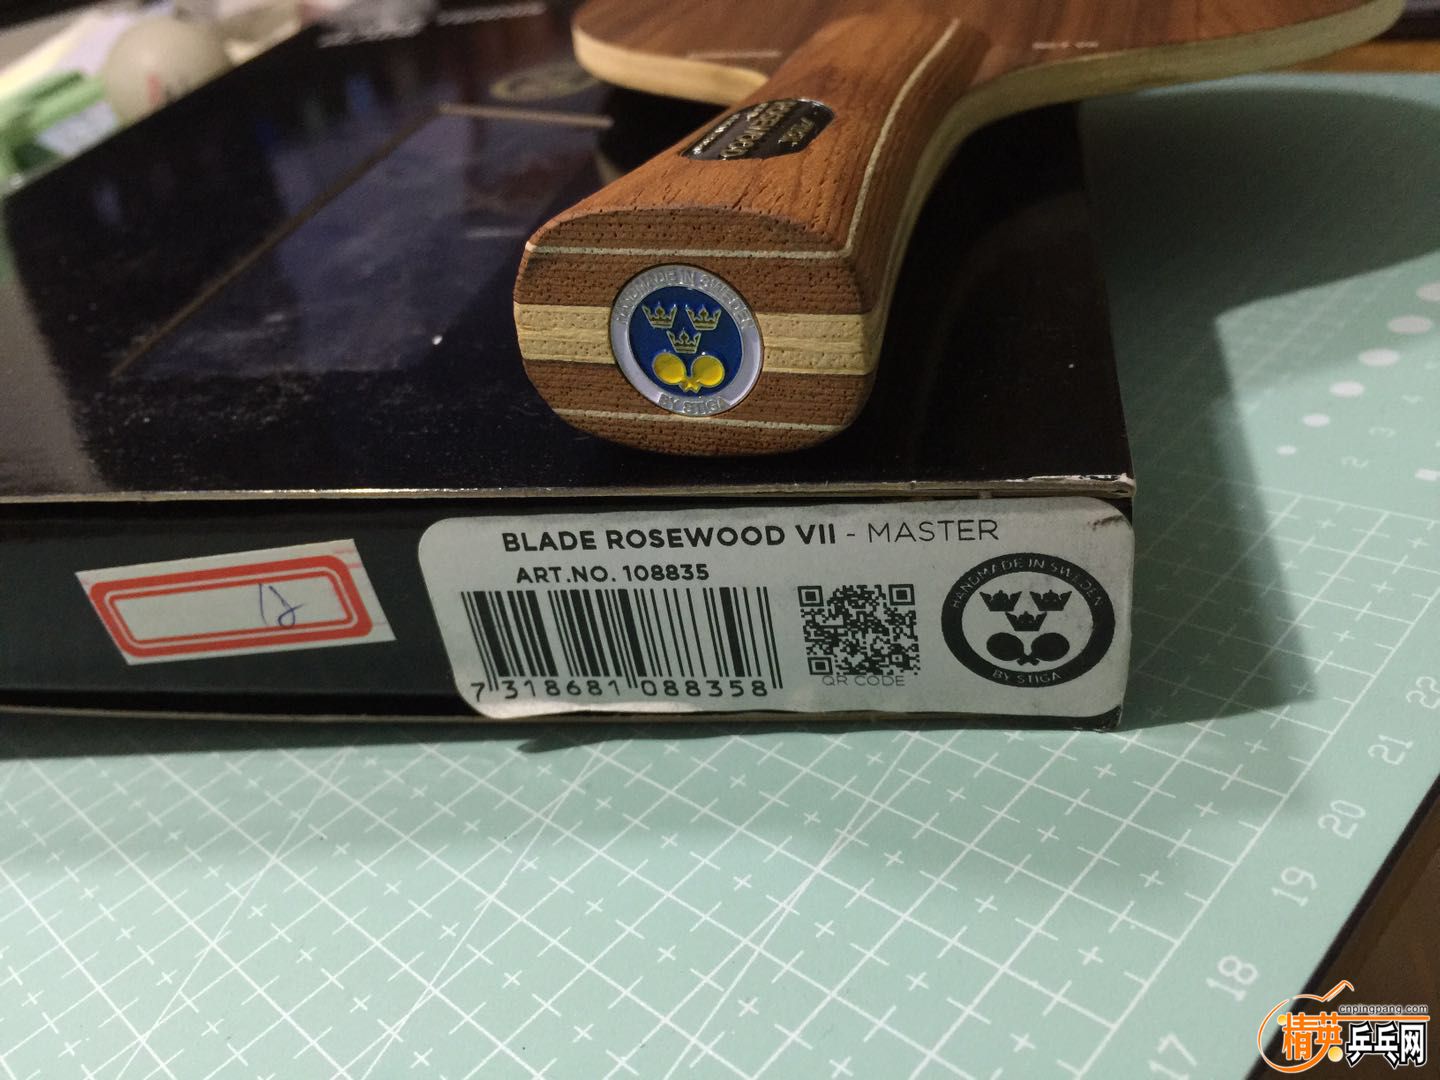 HANDMADE IN SWEDEN
BY STIGA
BLADE ROSEWOOD VII - MASTER
ART.NO. 108835
7 318681 088358
QR CODE
HANDMADE IN SWEDEN
BY STIGA
22
21
20
19
18
17
cnpingpang.com
精英乒乓网